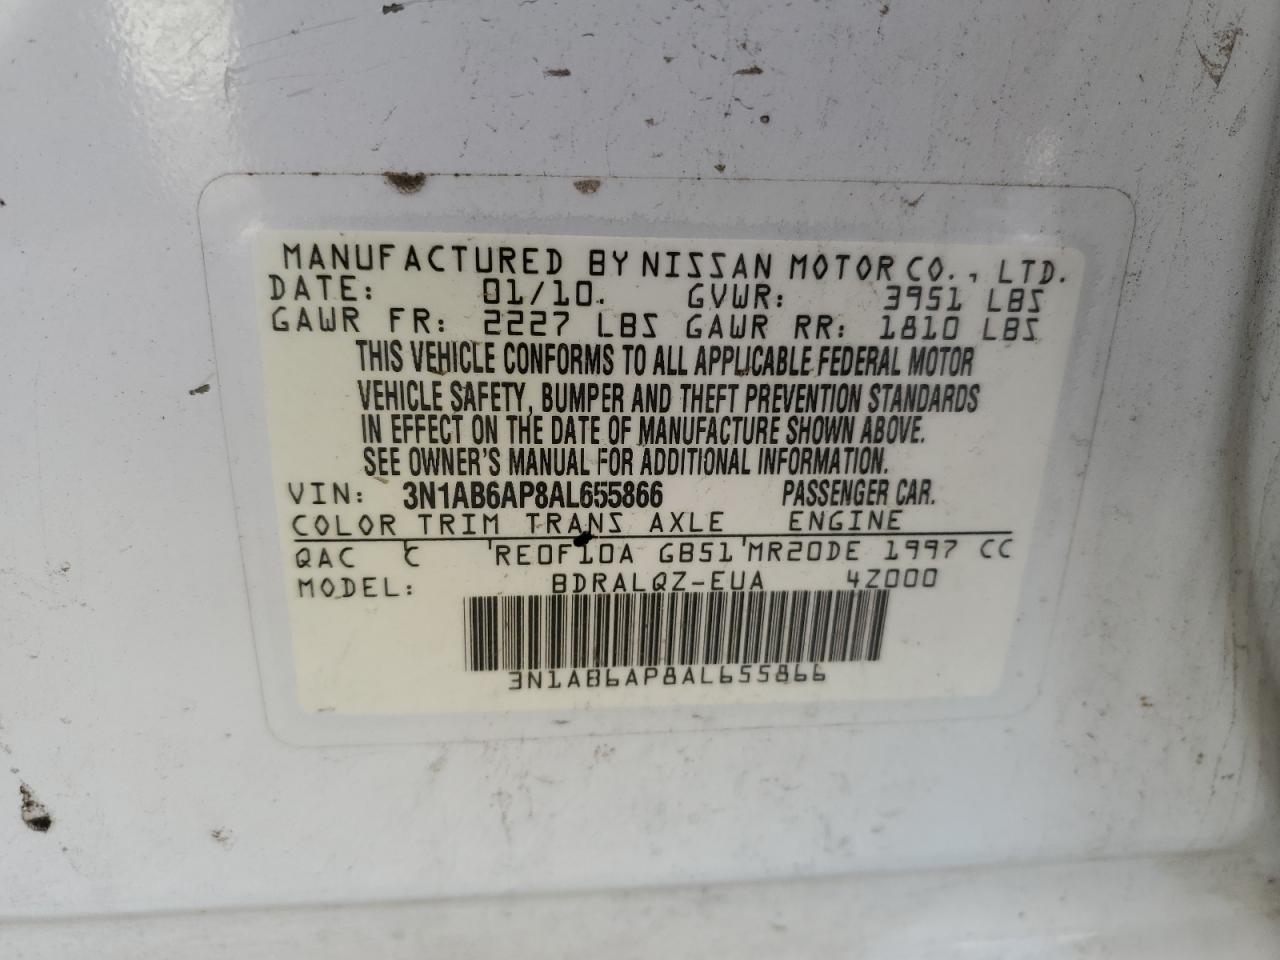 MANUFACTURED BY NISSAN MOTOR CO., LTD.
DATE: 01/10. GVWR: 3951 LBS
GAWR FR: 2227 LBS GAWR RR: 1810 LBS
THIS VEHICLE CONFORMS TO ALL APPLICABLE FEDERAL MOTOR
VEHICLE SAFETY, BUMPER AND THEFT PREVENTION STANDARDS
IN EFFECT ON THE DATE OF MANUFACTURE SHOWN ABOVE.
SEE OWNER'S MANUAL FOR ADDITIONAL INFORMATION.
VIN: 3N1AB6AP8AL655866 PASSENGER CAR.
COLOR TRIM TRANS AXLE ENGINE
QAC C RE0F10A GB51 MR20DE 1997 CC
MODEL: BDRALQZ-EUA 4Z000
3N1AB6AP8AL655866